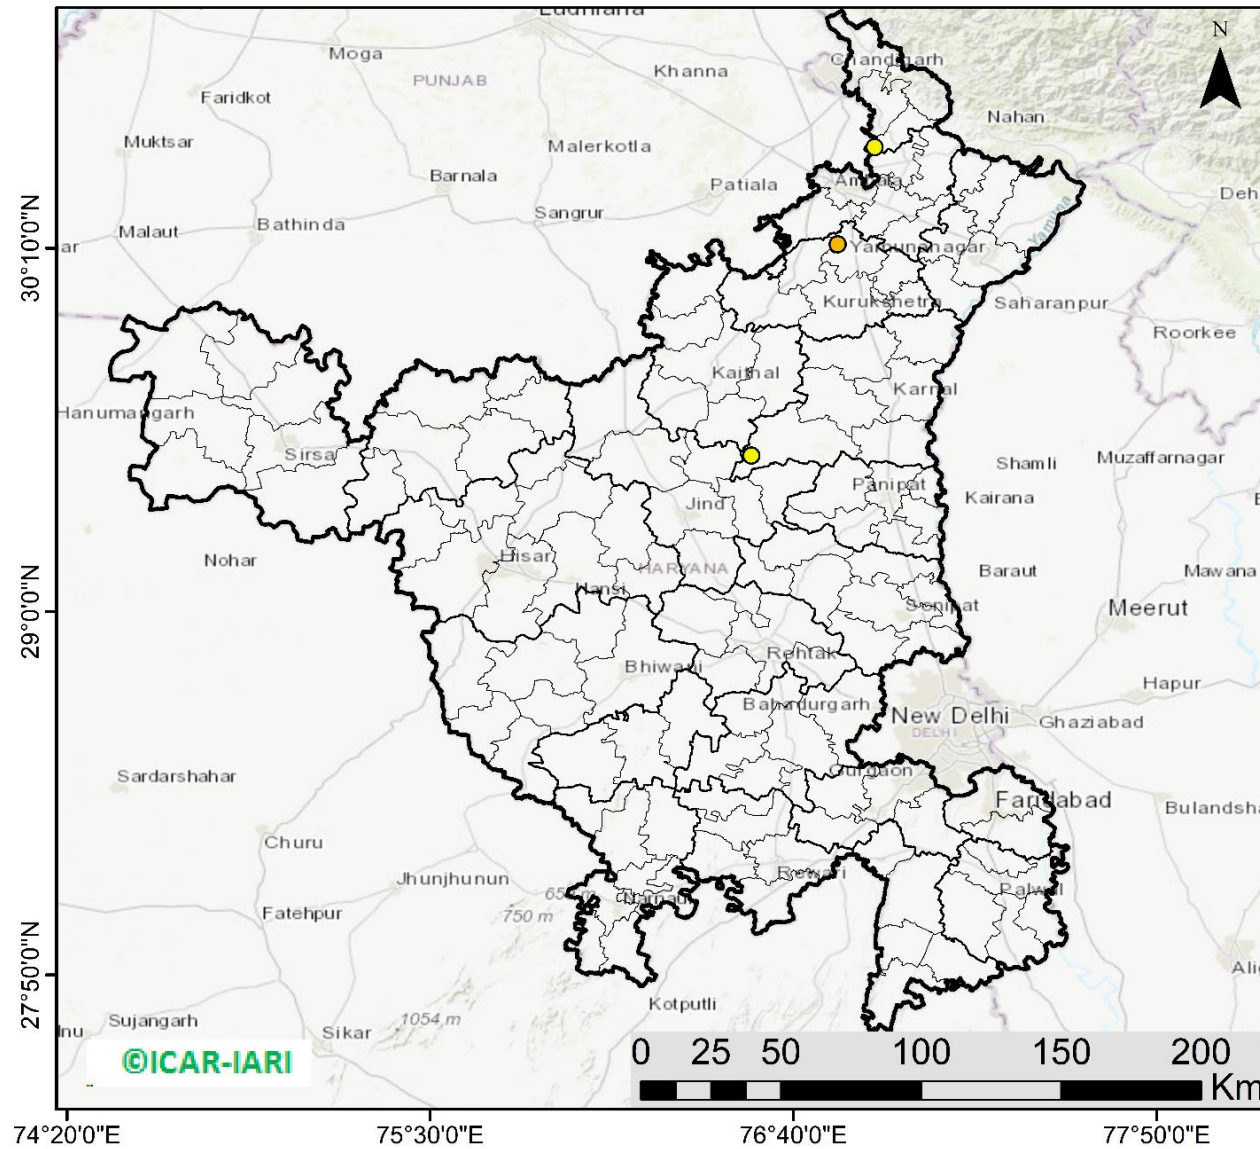 Ludhiana
N
Moga
Chandigarh
Khanna
PUNJAB
Faridkot
Nahan
Muktsar
Malerkotla
Barnala
Patiala
Ambala
Deh
Sangrur
Malaut
Bathinda
Yamuna
30°10'0"N
ar
Yamunanagar
Kurukshetra
Saharanpur
Roorkee
Kaithal
Karnal
Hanumangarh
Sirsa
Shamli
Muzaffarnagar
Panipat
Kairana
Jind
Nohar
Hisar
HARYANA
Baraut
Mawana
Hansi
29°0'0"N
Sonipat
Meerut
Rohtak
Bhiwani
Hapur
Bahadurgarh
New Delhi
DELHI
Ghaziabad
Sardarshahar
Gurgaon
Faridabad
Bulandsha
Churu
Jhunjhunun
Rewari
Palwal
Narnaul
Fatehpur
750 m
27°50'0"N
Alig
Kotputli
Sujangarh
Sikar
1054 m
©ICAR-IARI
0 25 50 100 150 200
Km
74°20'0"E 75°30'0"E 76°40'0"E 77°50'0"E